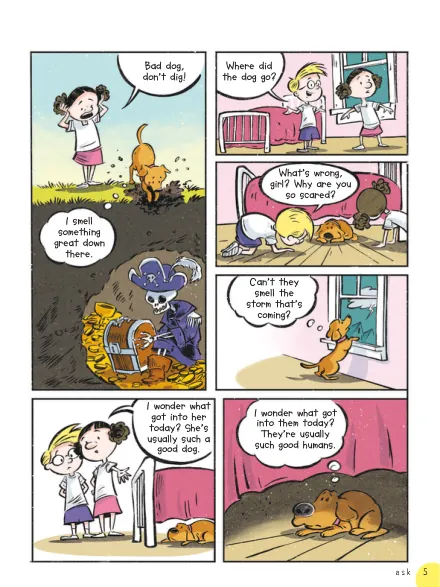 Bad dog,
don't dig!
I smell
something
great down
there.
Where did
the dog go?
What's wrong,
girl? Why are you
so scared?
Can't they
smell the
storm that's
coming?
I wonder what
got into her
today? She's
usually such a
good dog.
I wonder what got
into them today?
They're usually
such good humans.
ask 5